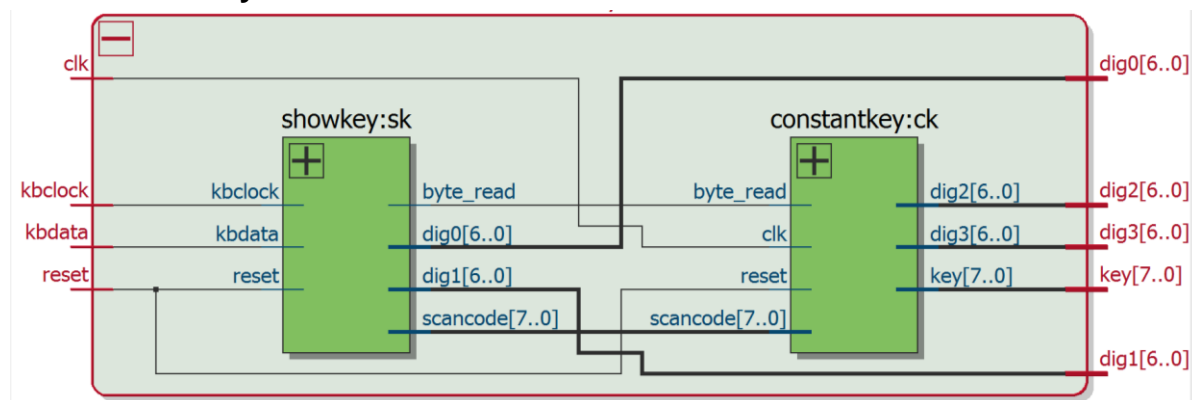 clk
dig0[6..0]
showkey:sk
constantkey:ck
kbclock
kbclock
byte_read
byte_read
dig2[6..0]
dig2[6..0]
kbdata
kbdata
dig0[6..0]
clk
dig3[6..0]
dig3[6..0]
reset
reset
dig1[6..0]
reset
key[7..0]
key[7..0]
scancode[7..0]
scancode[7..0]
dig1[6..0]